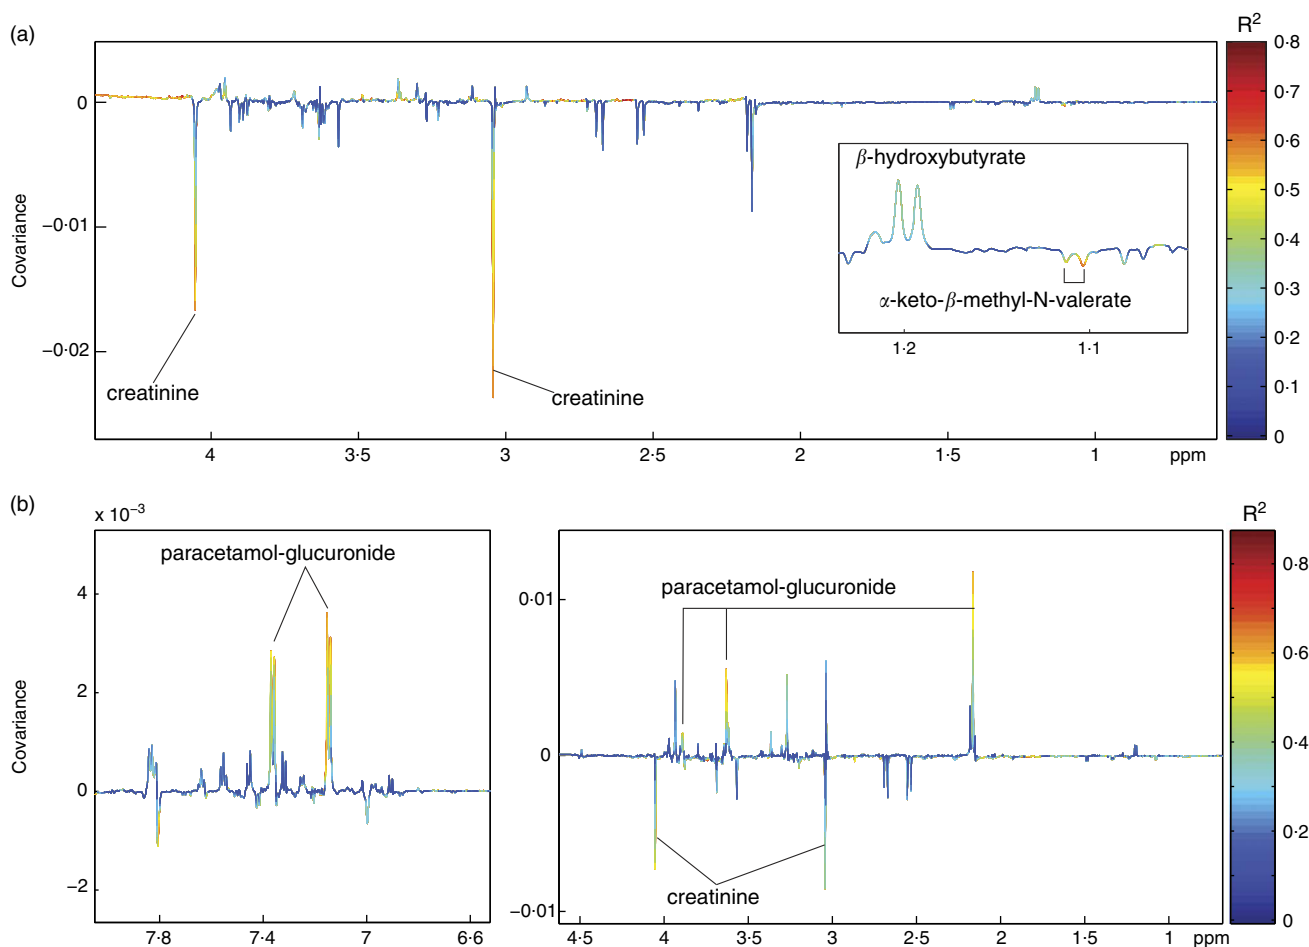 (a)
R²
0·8
0·7
0·6
0·5
0·4
0·3
0·2
0·1
0
0
−0·01
−0·02
Covariance
β-hydroxybutyrate
α-keto-β-methyl-N-valerate
1·2 1·1
creatinine
creatinine
4 3·5 3 2·5 2 1·5 1 ppm
(b)
x 10⁻³
paracetamol-glucuronide
4
2
0
−2
Covariance
7·8 7·4 7 6·6
paracetamol-glucuronide
0·01
0
−0·01
creatinine
4·5 4 3·5 3 2·5 2 1·5 1 ppm
R²
0·8
0·6
0·4
0·2
0